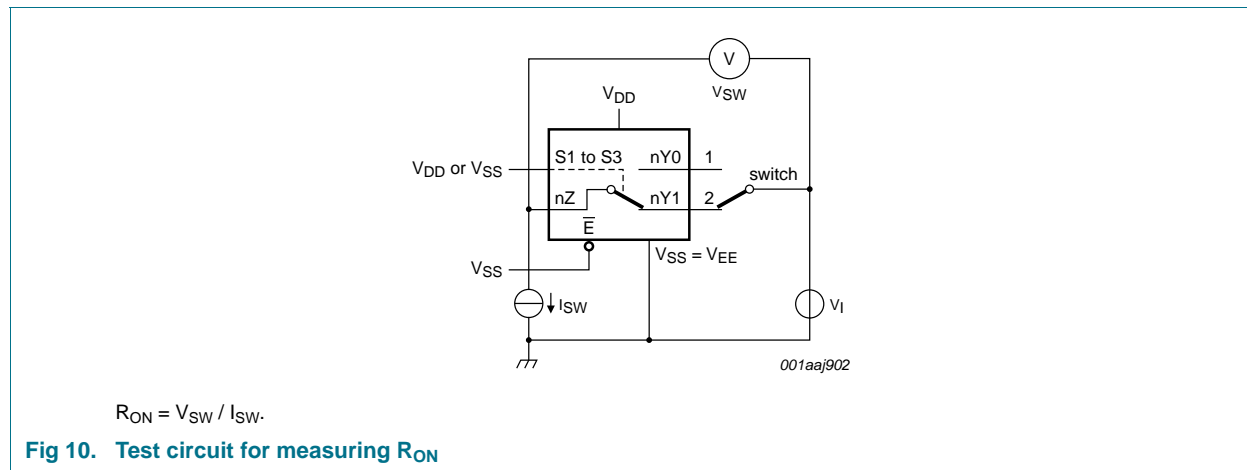 V
VSW
VDD
S1 to S3 nY0 1
VDD or VSS
switch
nZ nY1 2
E
VSS = VEE
VSS
ISW
VI
001aaj902
RON = VSW / ISW.
Fig 10. Test circuit for measuring RON